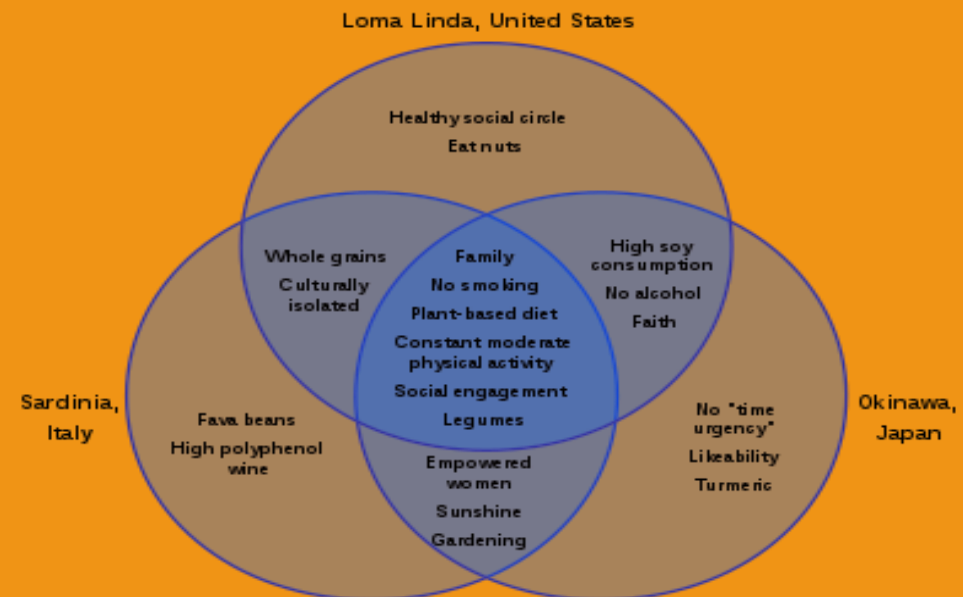 Loma Linda, United States
Healthy social circle
Eat nuts
Whole grains
Culturally
isolated
Family
No smoking
Plant-based diet
Constant moderate
physical activity
Social engagement
Legumes
High soy
consumption
No alcohol
Faith
Sardinia,
Italy
Fava beans
High polyphenol
wine
Empowered
women
Sunshine
Gardening
No "time
urgency"
Likeability
Turmeric
Okinawa,
Japan